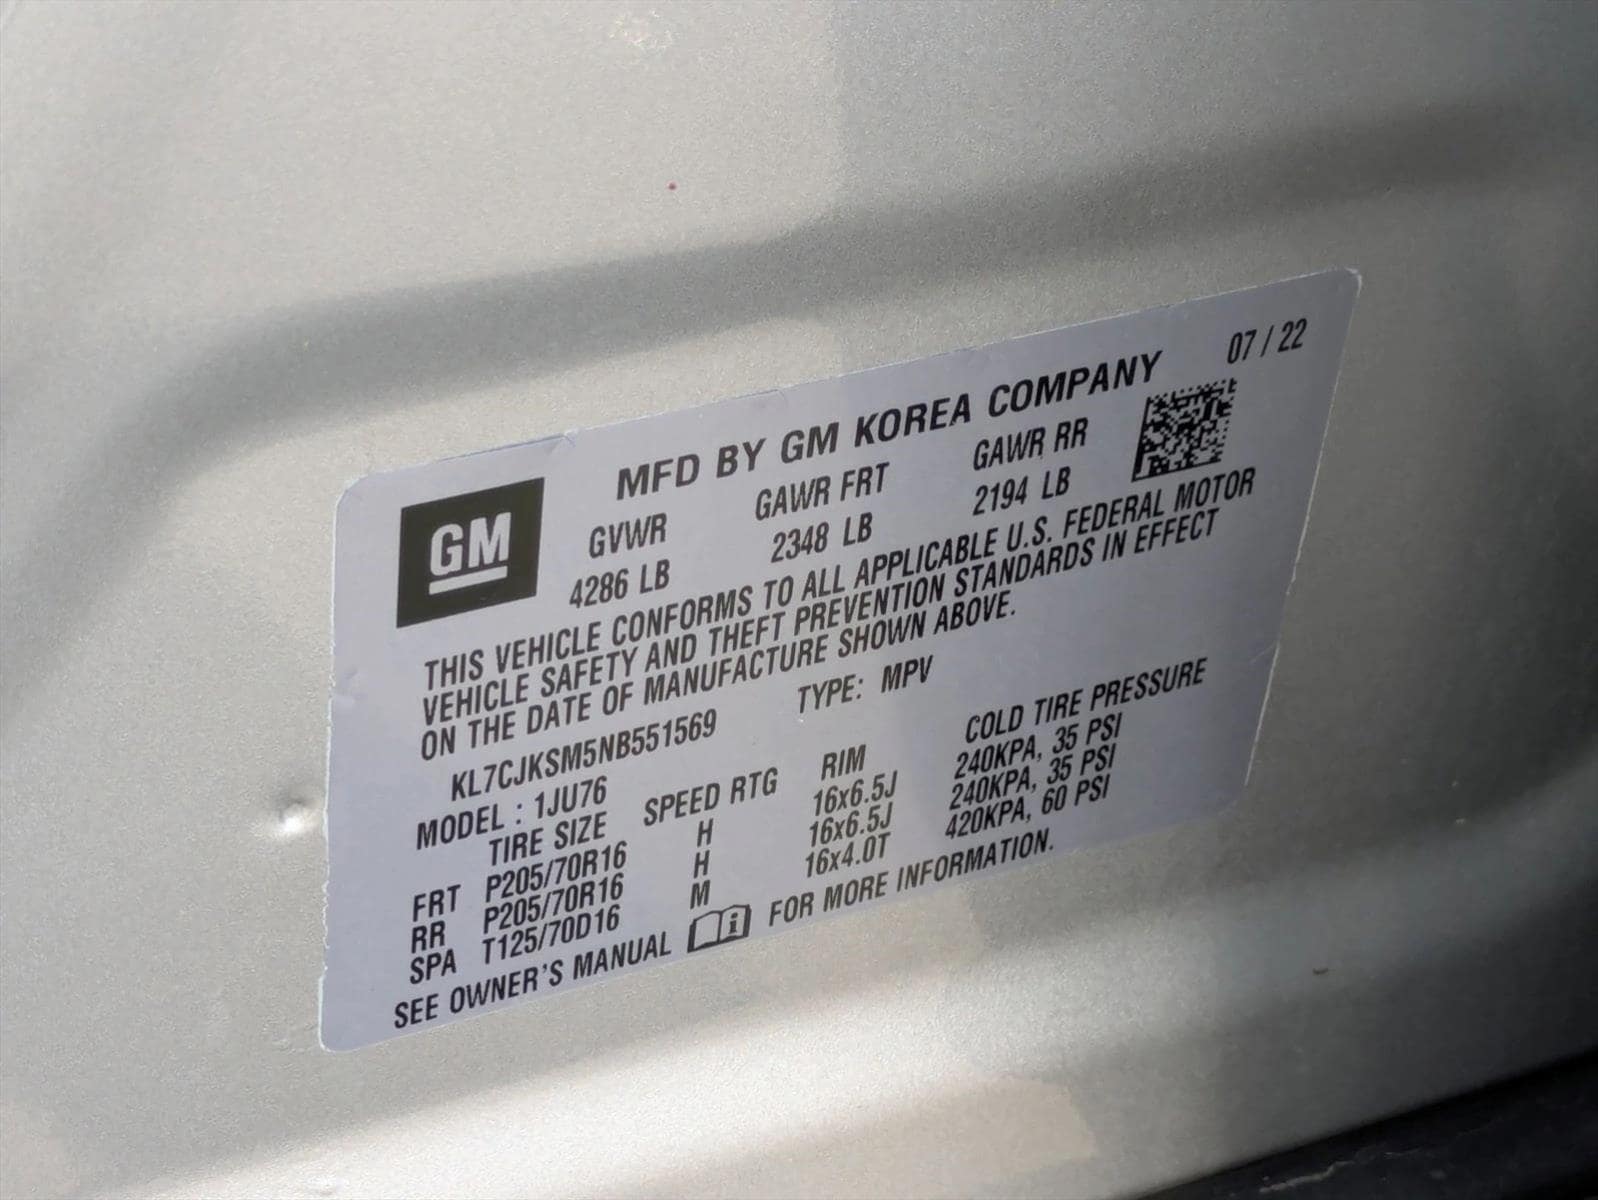 MFD BY GM KOREA COMPANY 07 / 22
GM
GVWR GAWR FRT GAWR RR
4286 LB 2348 LB 2194 LB
THIS VEHICLE CONFORMS TO ALL APPLICABLE U.S. FEDERAL MOTOR
VEHICLE SAFETY AND THEFT PREVENTION STANDARDS IN EFFECT
ON THE DATE OF MANUFACTURE SHOWN ABOVE.
KL7CJKSM5NB551569 TYPE: MPV
MODEL : 1JU76
TIRE SIZE SPEED RTG RIM COLD TIRE PRESSURE
FRT P205/70R16 H 16x6.5J 240KPA, 35 PSI
RR P205/70R16 H 16x6.5J 240KPA, 35 PSI
SPA T125/70D16 M 16x4.0T 420KPA, 60 PSI
SEE OWNER'S MANUAL i FOR MORE INFORMATION.